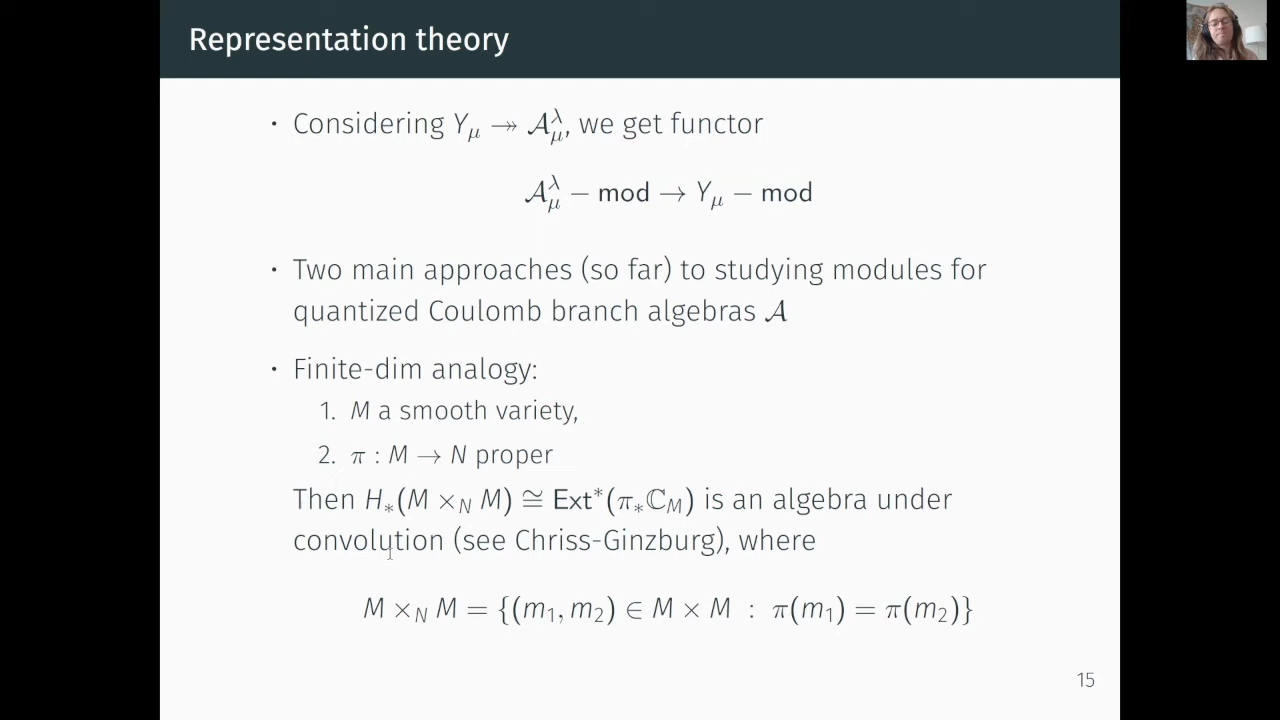 Representation theory
• Considering Y_μ ↠ 𝒜_μ^λ, we get functor
𝒜_μ^λ − mod → Y_μ − mod
• Two main approaches (so far) to studying modules for
quantized Coulomb branch algebras 𝒜
• Finite-dim analogy:
1. M a smooth variety,
2. π : M → N proper
Then H_*(M ×_N M) ≅ Ext^*(π_*ℂ_M) is an algebra under
convolution (see Chriss-Ginzburg), where
M ×_N M = {(m_1, m_2) ∈ M × M : π(m_1) = π(m_2)}
15